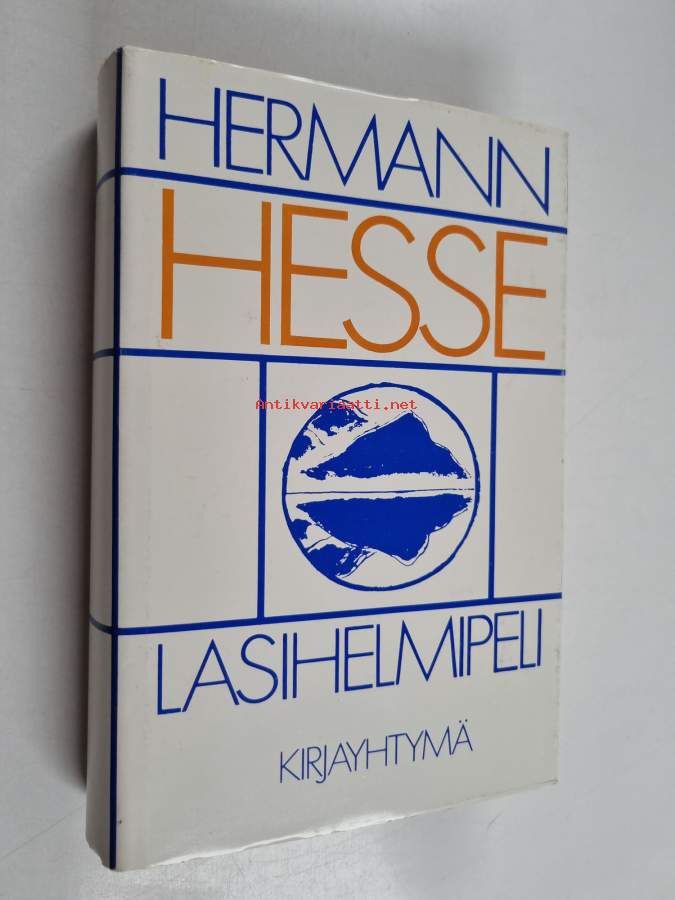 HERMANN
HESSE
Antikvariaatti.net
LASIHELMIPELI
KIRJAYHTYMÄ